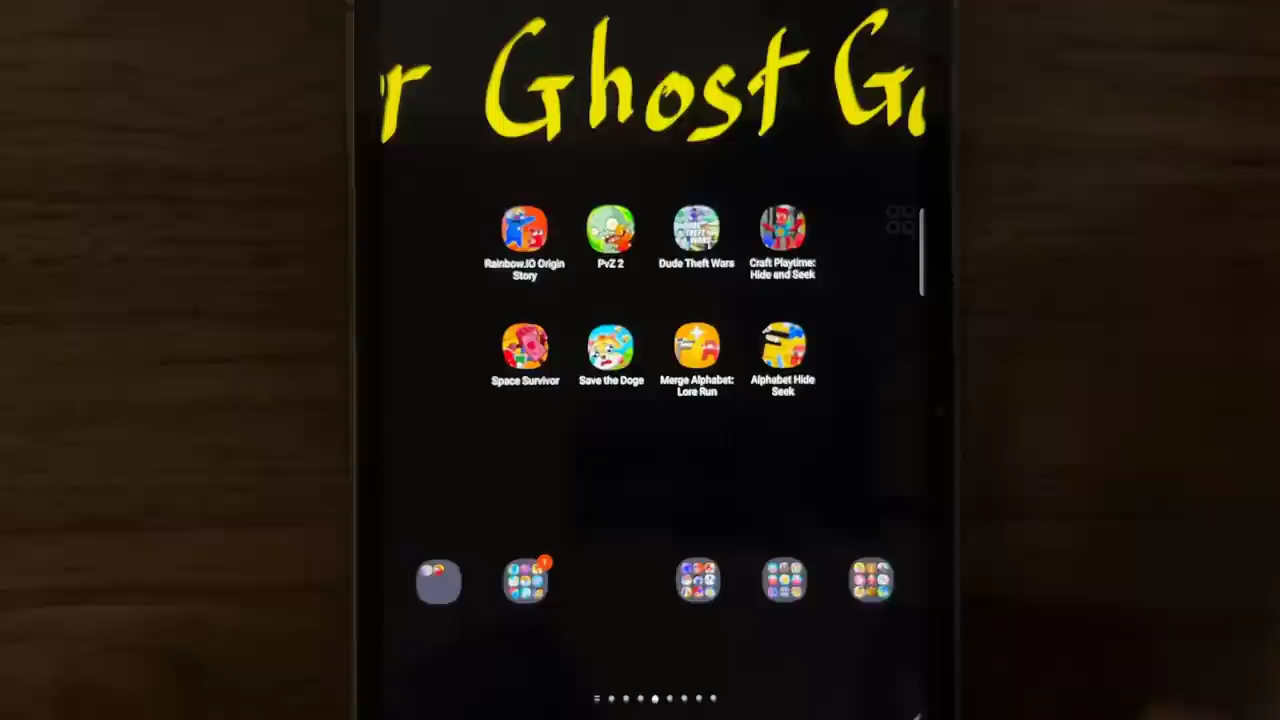 r Ghost G
Rainbow.IO Origin Story
PvZ 2
Dude Theft Wars
Craft Playtime: Hide and Seek
Space Survivor
Save the Doge
Merge Alphabet: Lore Run
Alphabet Hide Seek
1